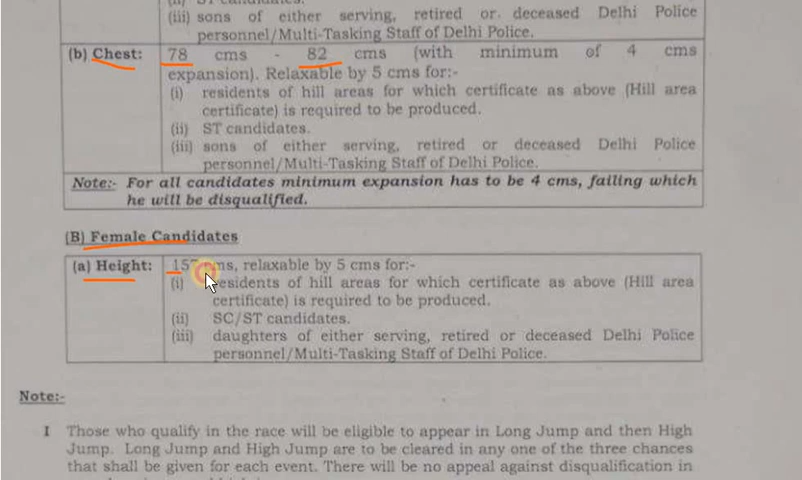 (iii) sons of either serving, retired or deceased Delhi Police
personnel/Multi-Tasking Staff of Delhi Police.
(b) Chest: 78 cms - 82 cms (with minimum of 4 cms
expansion). Relaxable by 5 cms for:-
(i) residents of hill areas for which certificate as above (Hill area
certificate) is required to be produced.
(ii) ST candidates.
(iii) sons of either serving, retired or deceased Delhi Police
personnel/Multi-Tasking Staff of Delhi Police.
Note:- For all candidates minimum expansion has to be 4 cms, failing which
he will be disqualified.
(B) Female Candidates
(a) Height: cms, relaxable by 5 cms for:-
(i) residents of hill areas for which certificate as above (Hill area
certificate) is required to be produced.
(ii) SC/ST candidates.
(iii) daughters of either serving, retired or deceased Delhi Police
personnel/Multi-Tasking Staff of Delhi Police.
Note:-
I Those who qualify in the race will be eligible to appear in Long Jump and then High
Jump. Long Jump and High Jump are to be cleared in any one of the three chances
that shall be given for each event. There will be no appeal against disqualification in